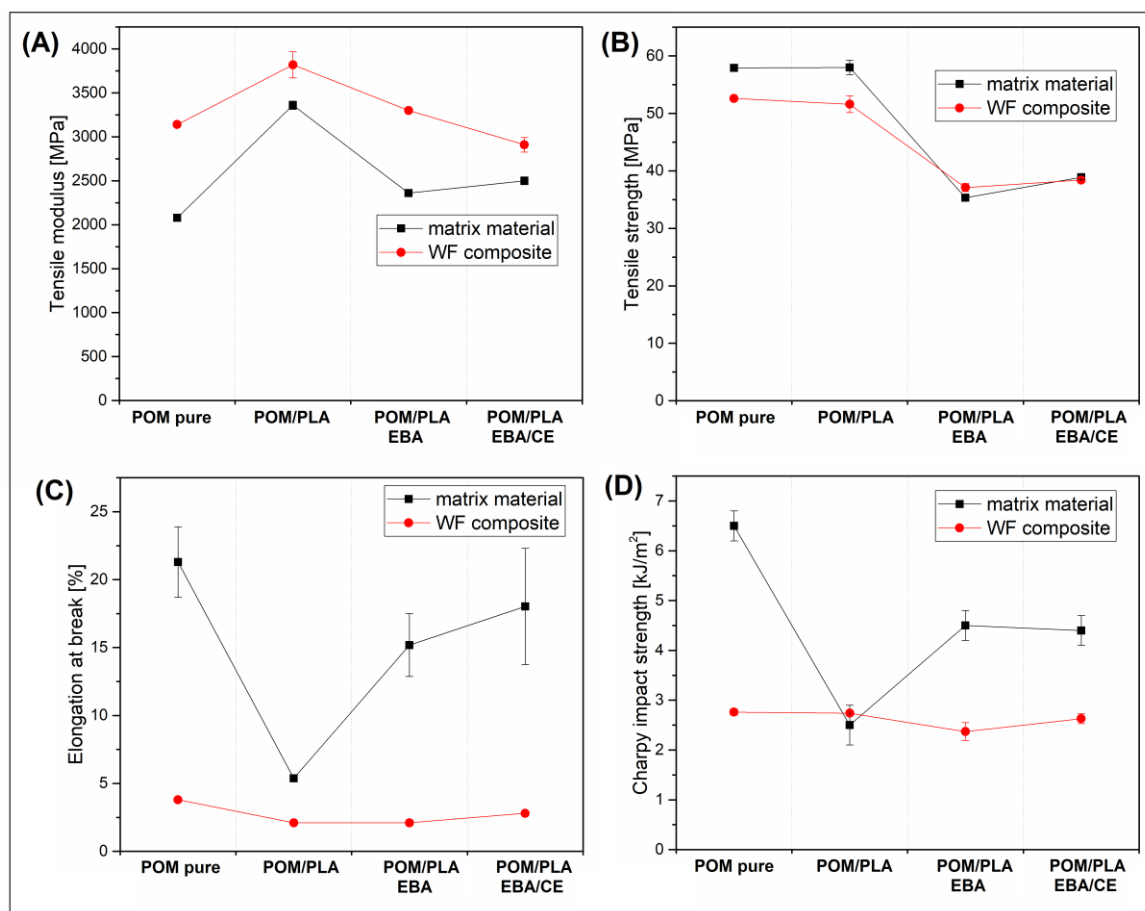 (A)
4000
3500
3000
2500
2000
1500
1000
500
0
Tensile modulus [MPa]
matrix material
WF composite
POM pure
POM/PLA
POM/PLA
EBA
POM/PLA
EBA/CE
(B)
60
50
40
30
20
10
0
Tensile strength [MPa]
matrix material
WF composite
POM pure
POM/PLA
POM/PLA
EBA
POM/PLA
EBA/CE
(C)
25
20
15
10
5
0
Elongation at break [%]
matrix material
WF composite
POM pure
POM/PLA
POM/PLA
EBA
POM/PLA
EBA/CE
(D)
7
6
5
4
3
2
1
0
Charpy impact strength [kJ/m²]
matrix material
WF composite
POM pure
POM/PLA
POM/PLA
EBA
POM/PLA
EBA/CE